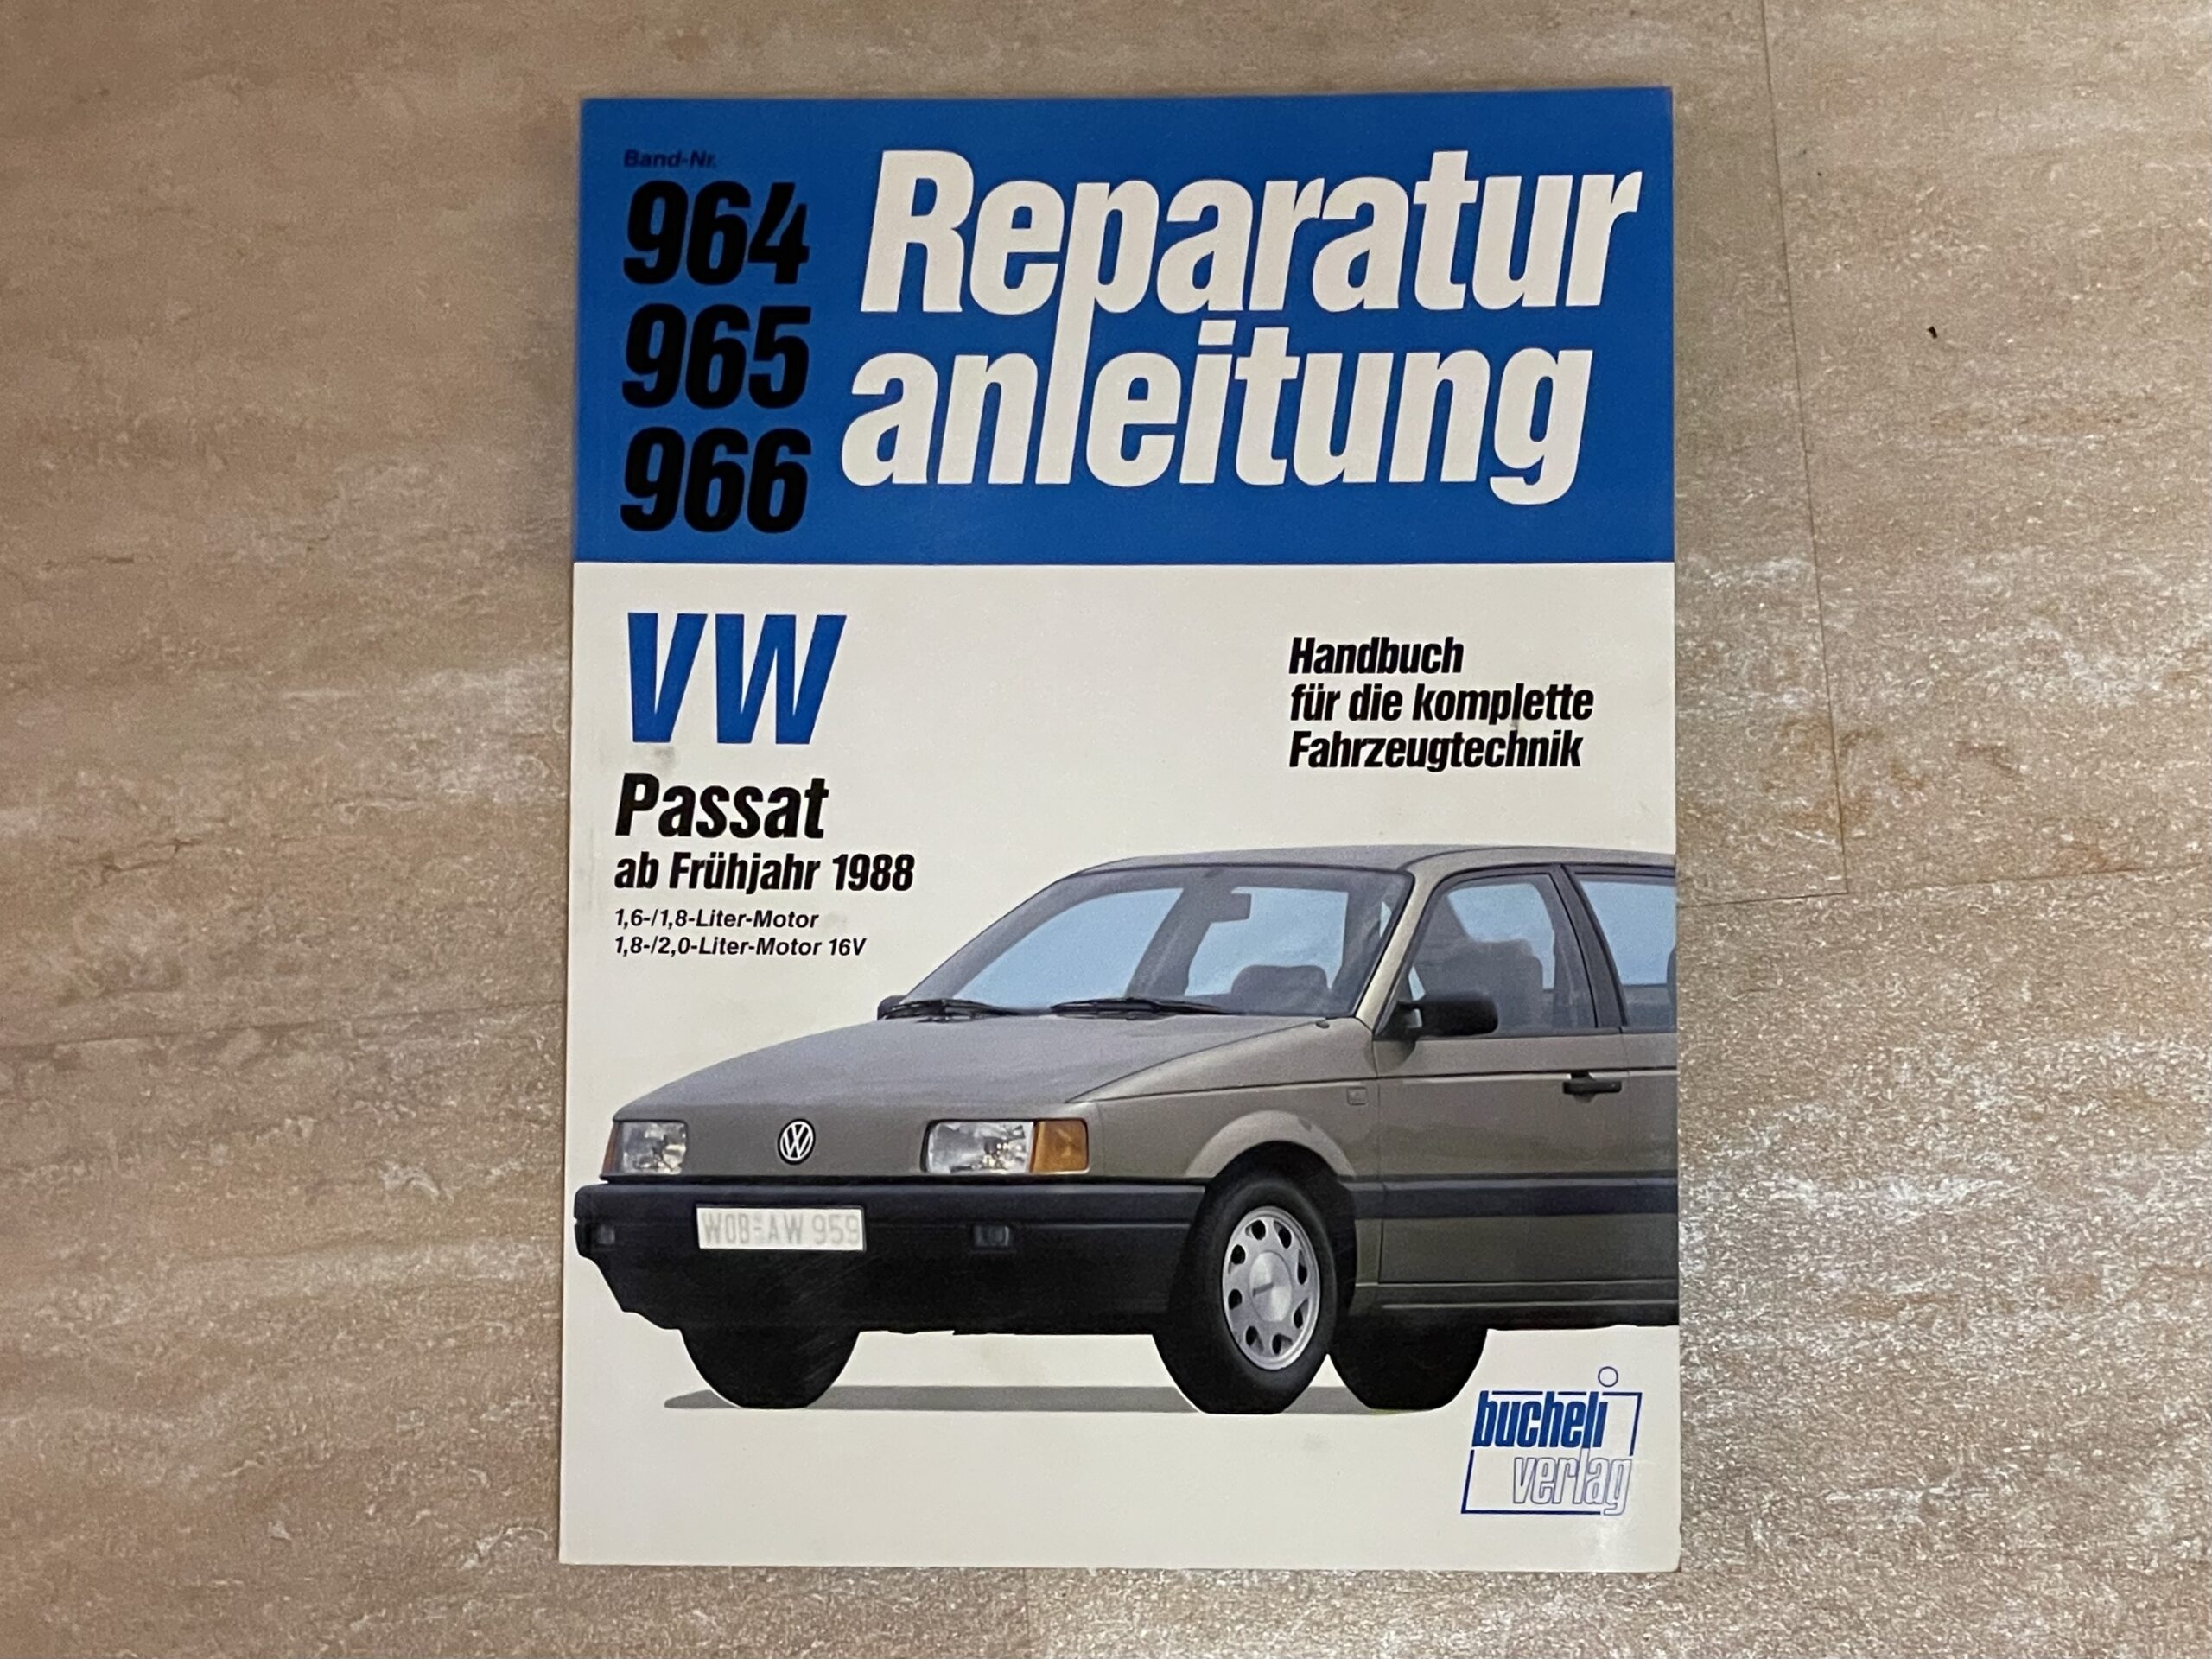 Band-Nr.
964
965
966
Reparatur
anleitung
VW
Passat
ab Frühjahr 1988
1,6-/1,8-Liter-Motor
1,8-/2,0-Liter-Motor 16V
Handbuch
für die komplette
Fahrzeugtechnik
WOB-AW 959
bucheli
verlag